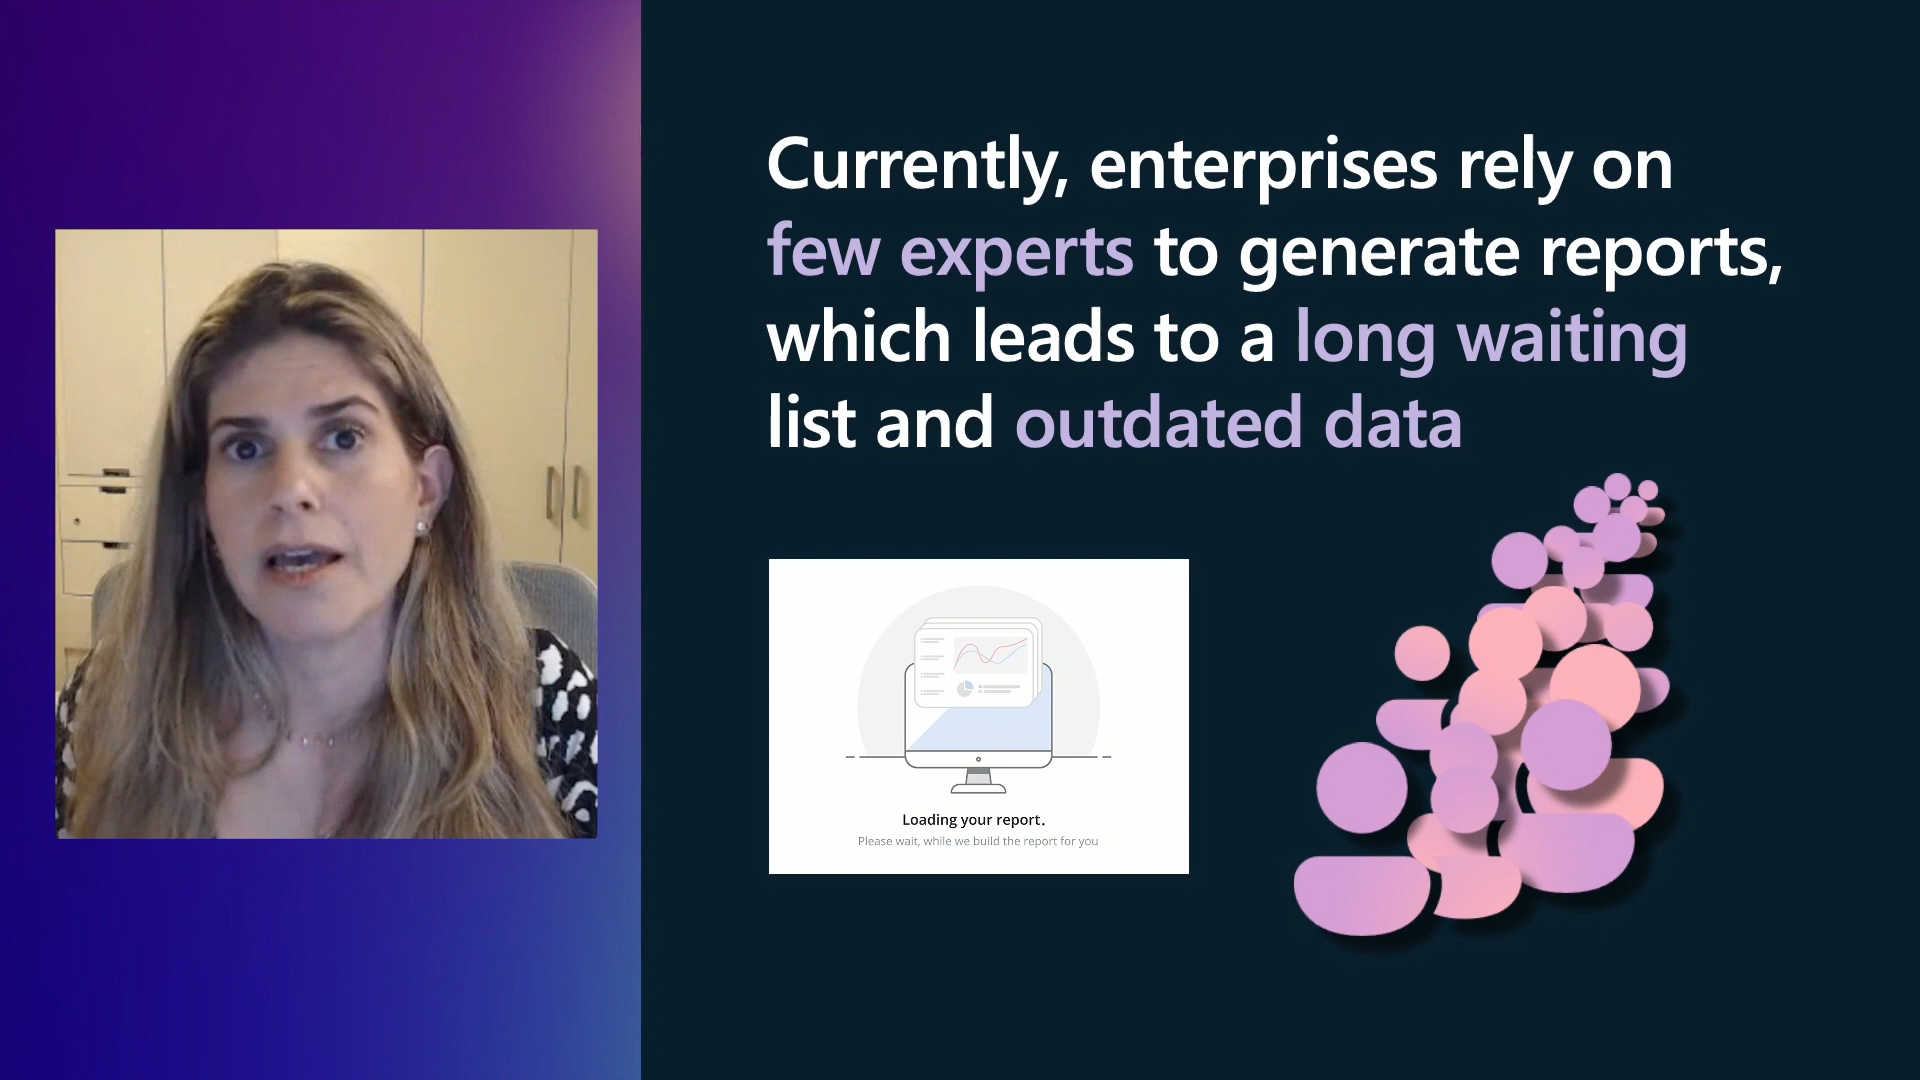 Currently, enterprises rely on
few experts to generate reports,
which leads to a long waiting
list and outdated data
Loading your report.
Please wait, while we build the report for you